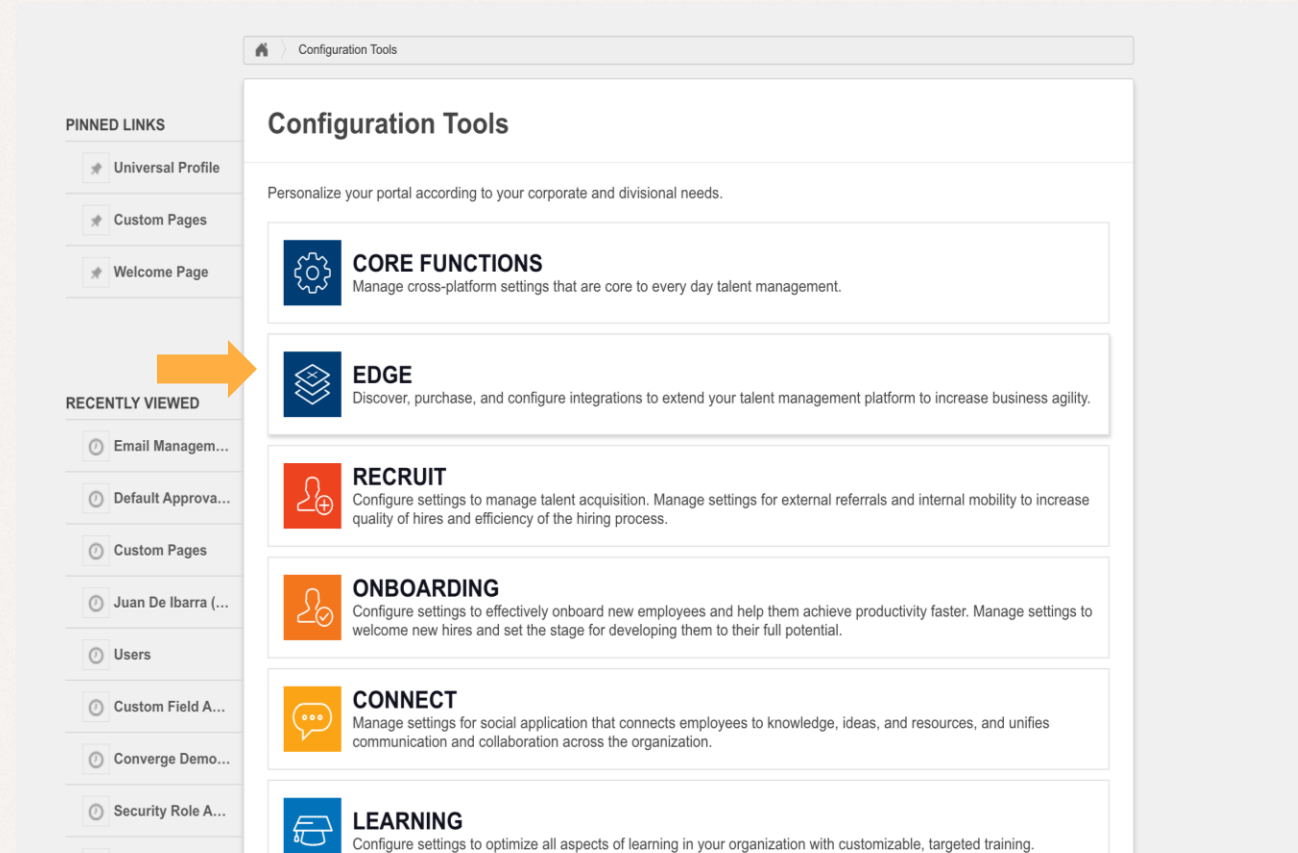 Configuration Tools
PINNED LINKS
Universal Profile
Custom Pages
Welcome Page
RECENTLY VIEWED
Email Managem...
Default Approva...
Custom Pages
Juan De Ibarra (...
Users
Custom Field A...
Converge Demo...
Security Role A...
Configuration Tools
Personalize your portal according to your corporate and divisional needs.
CORE FUNCTIONS
Manage cross-platform settings that are core to every day talent management.
EDGE
Discover, purchase, and configure integrations to extend your talent management platform to increase business agility.
RECRUIT
Configure settings to manage talent acquisition. Manage settings for external referrals and internal mobility to increase
quality of hires and efficiency of the hiring process.
ONBOARDING
Configure settings to effectively onboard new employees and help them achieve productivity faster. Manage settings to
welcome new hires and set the stage for developing them to their full potential.
CONNECT
Manage settings for social application that connects employees to knowledge, ideas, and resources, and unifies
communication and collaboration across the organization.
LEARNING
Configure settings to optimize all aspects of learning in your organization with customizable, targeted training.